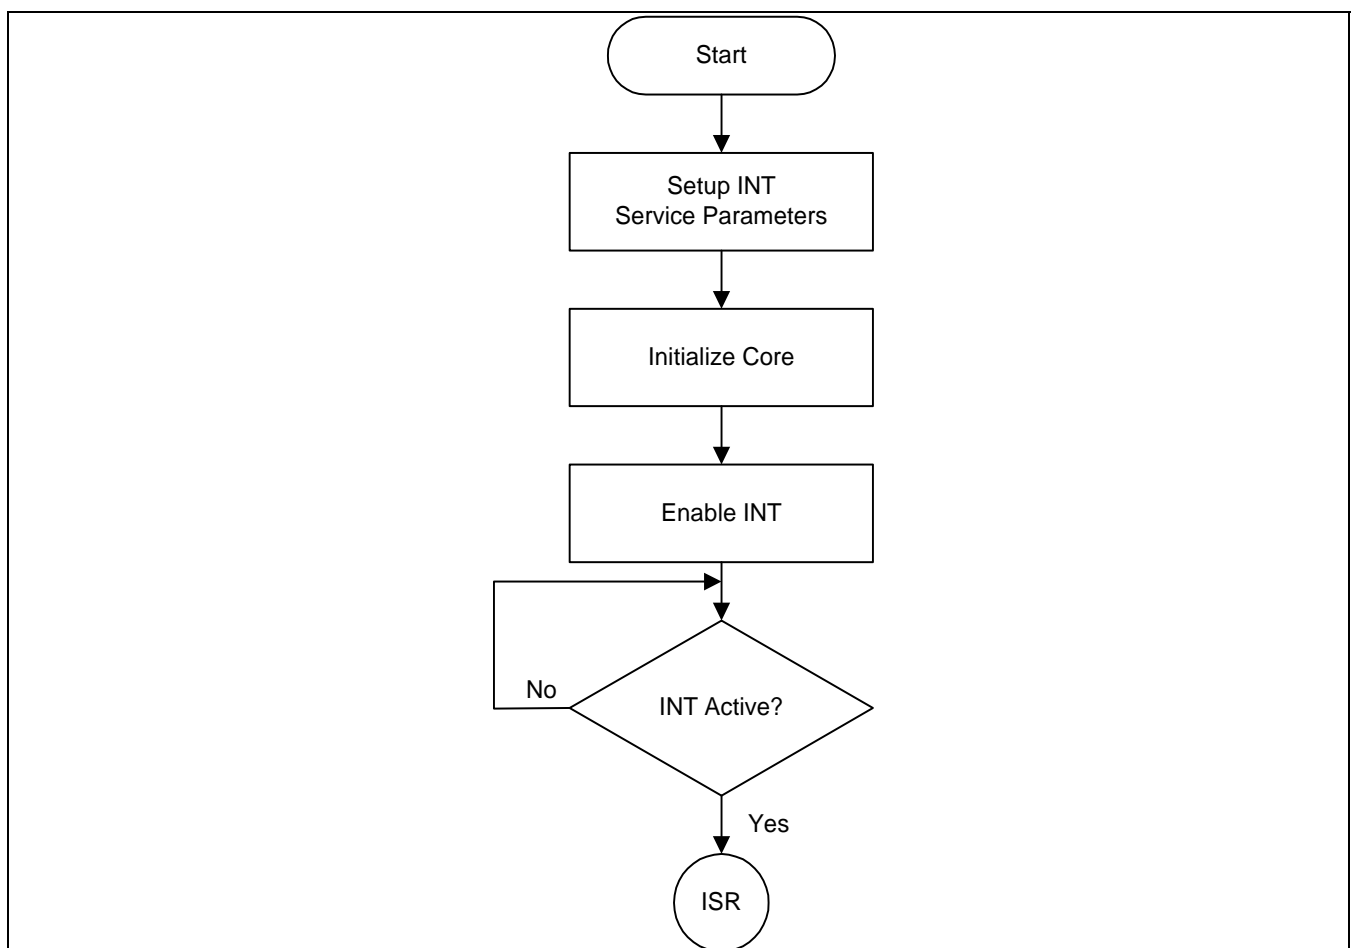 Start
Setup INT
Service Parameters
Initialize Core
Enable INT
No
INT Active?
Yes
ISR